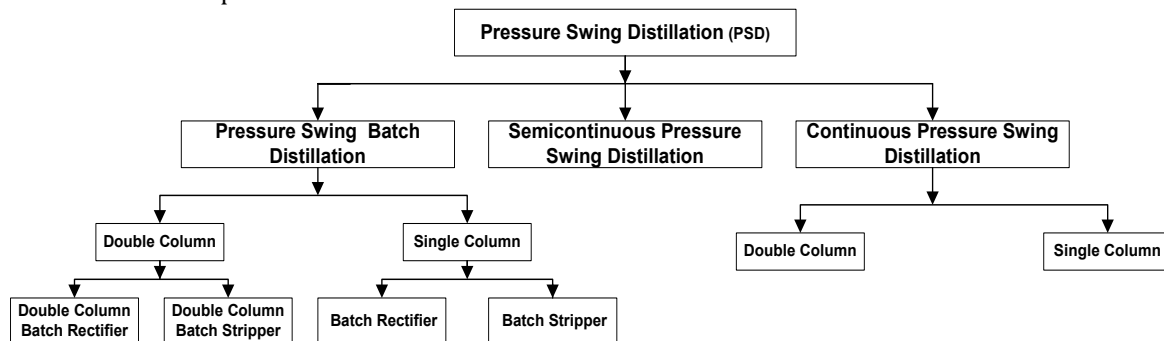 Pressure Swing Distillation (PSD)
Pressure Swing Batch
Distillation
Semicontinuous Pressure
Swing Distillation
Continuous Pressure Swing
Distillation
Double Column
Single Column
Double Column
Single Column
Double Column
Batch Rectifier
Double Column
Batch Stripper
Batch Rectifier
Batch Stripper